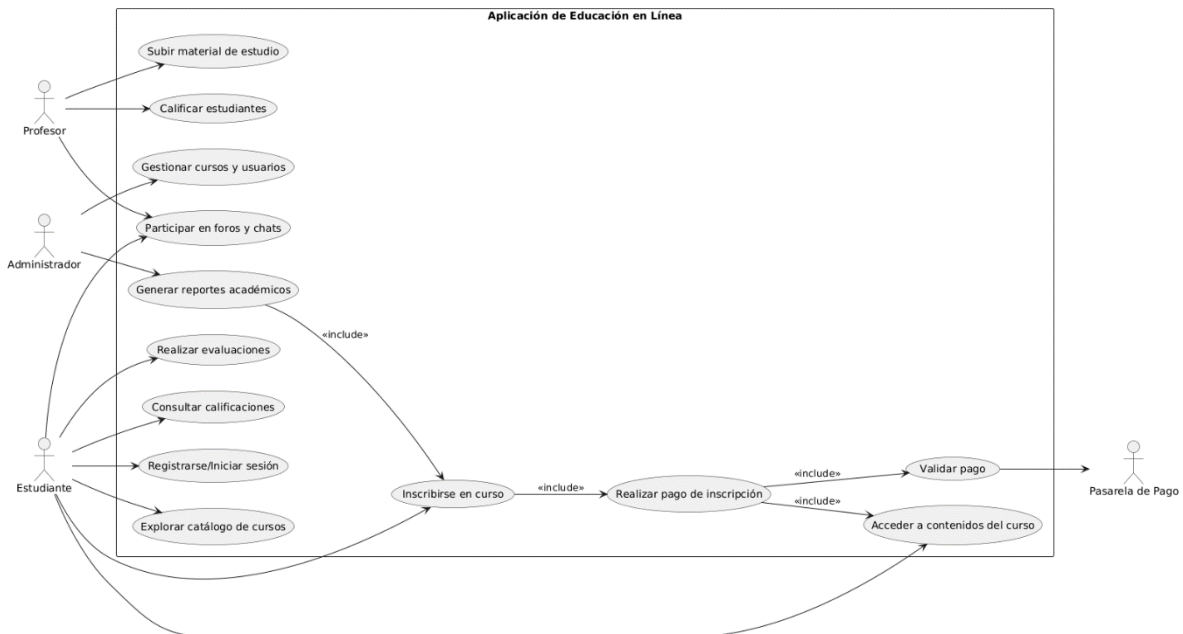 Aplicación de Educación en Línea
Subir material de estudio
Calificar estudiantes
Profesor
Gestionar cursos y usuarios
Participar en foros y chats
Administrador
Generar reportes académicos
«include»
Realizar evaluaciones
Consultar calificaciones
Registrarse/Iniciar sesión
Estudiante
Explorar catálogo de cursos
Inscribirse en curso
«include»
Realizar pago de inscripción
«include»
«include»
Validar pago
Acceder a contenidos del curso
Pasarela de Pago